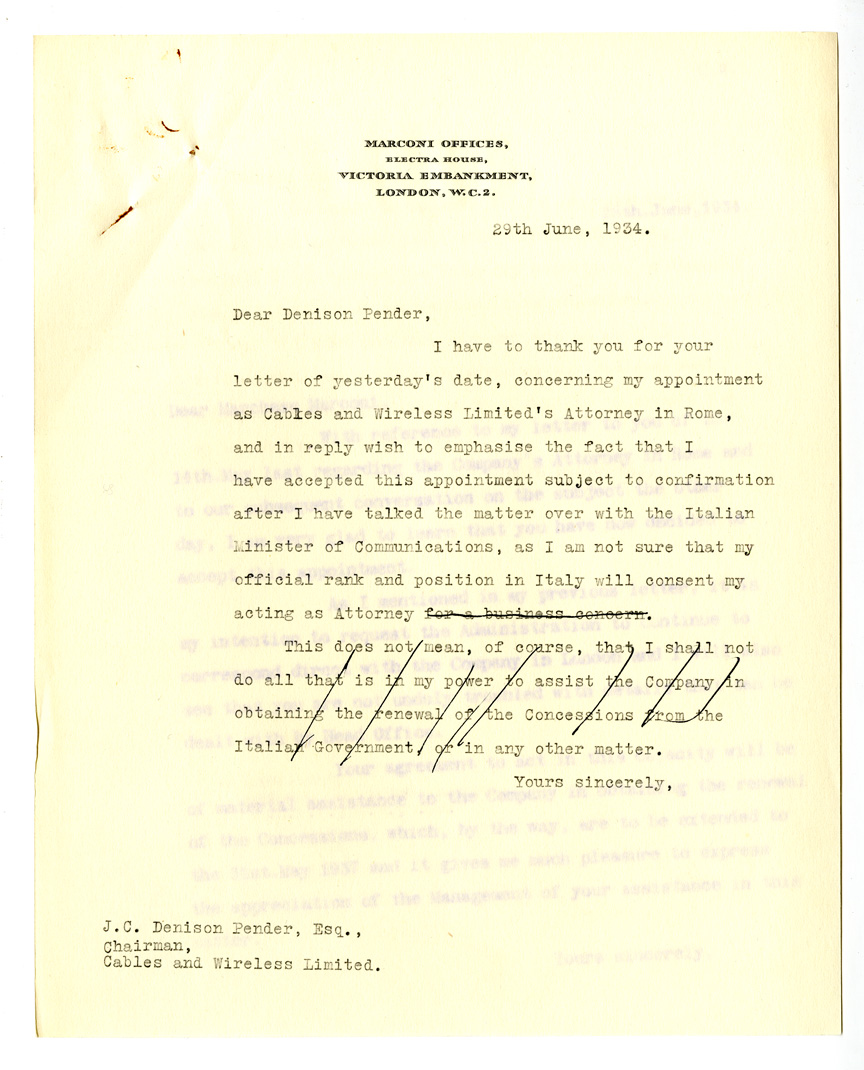 MARCONI OFFICES,
ELECTRA HOUSE,
VICTORIA EMBANKMENT,
LONDON, W.C.2.
29th June, 1934.
Dear Denison Pender,
I have to thank you for your
letter of yesterday's date, concerning my appointment
as Cables and Wireless Limited's Attorney in Rome,
and in reply wish to emphasise the fact that I
have accepted this appointment subject to confirmation
after I have talked the matter over with the Italian
Minister of Communications, as I am not sure that my
official rank and position in Italy will consent my
acting as Attorney for a business concern.
This does not mean, of course, that I shall not
do all that is in my power to assist the Company in
obtaining the renewal of the Concessions from the
Italian Government, or in any other matter.
Yours sincerely,
J.C. Denison Pender, Esq.,
Chairman,
Cables and Wireless Limited.